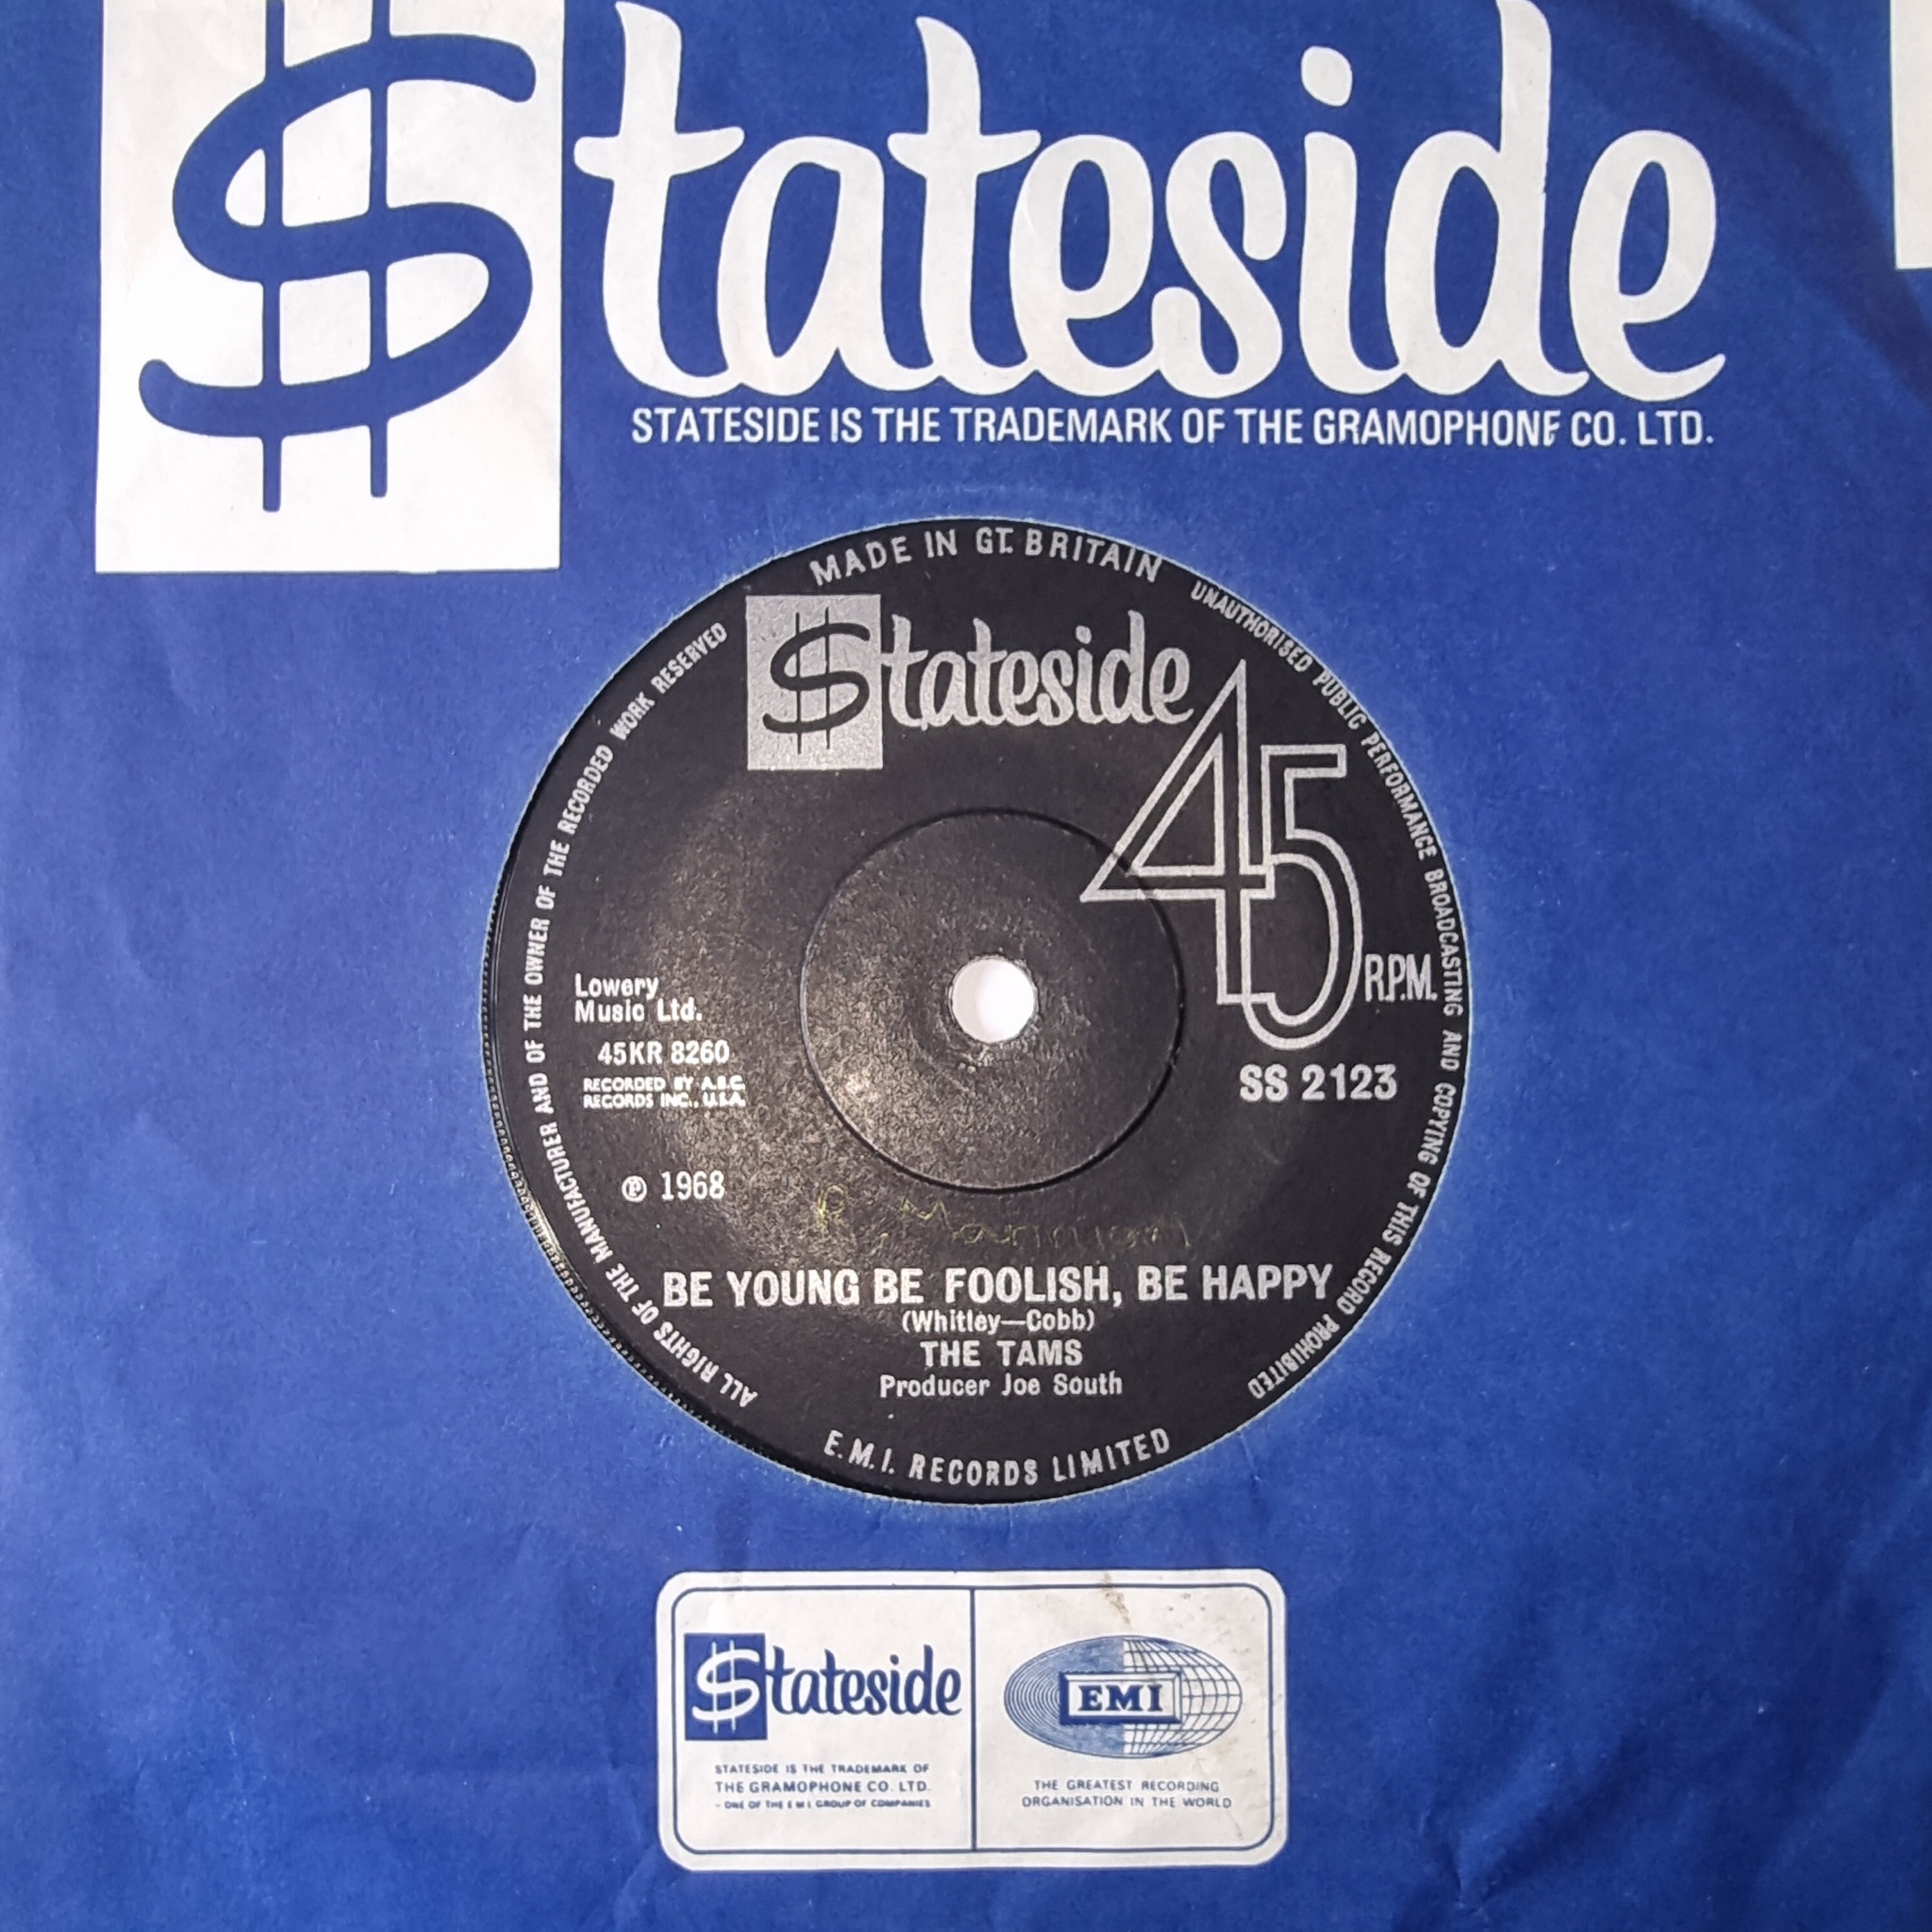 $tateside
STATESIDE IS THE TRADEMARK OF THE GRAMOPHONE CO. LTD.
MADE IN GT. BRITAIN
UNAUTHORISED PUBLIC PERFORMANCE BROADCASTING AND COPYING OF THIS RECORD PROHIBITED
ALL RIGHTS OF THE MANUFACTURER AND OF THE OWNER OF THE RECORDED WORK RESERVED
$tateside
45
R.P.M.
Lowery
Music Ltd.
45KR 8260
RECORDED BY A.B.C.
RECORDS INC., U.S.A.
SS 2123
℗ 1968
BE YOUNG BE FOOLISH, BE HAPPY
(Whitley—Cobb)
THE TAMS
Producer Joe South
E.M.I. RECORDS LIMITED
$tateside
STATESIDE IS THE TRADEMARK OF
THE GRAMOPHONE CO. LTD.
- ONE OF THE E M I GROUP OF COMPANIES
EMI
THE GREATEST RECORDING
ORGANISATION IN THE WORLD